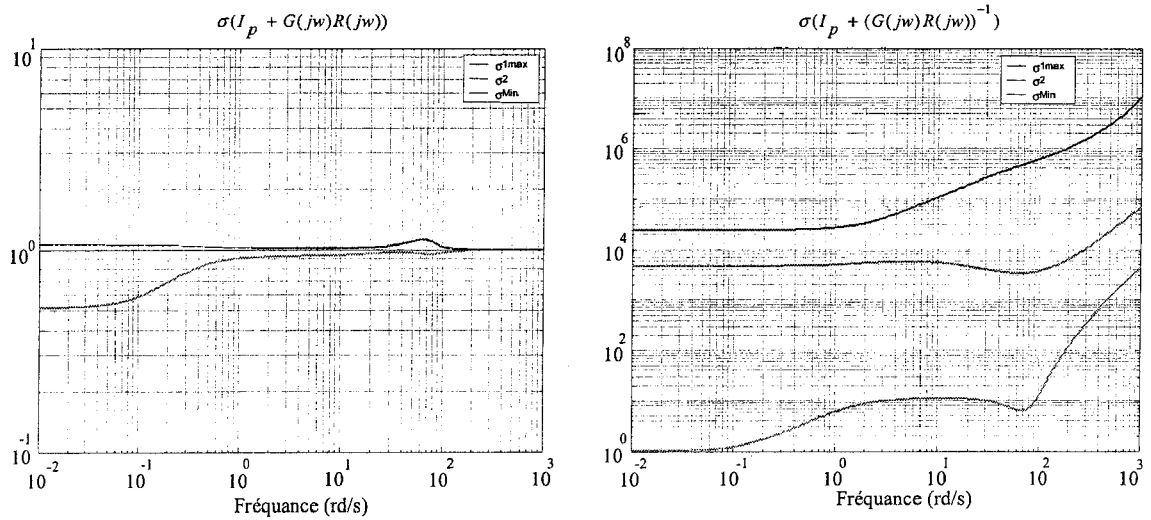 σ(I_p + G(jw)R(jw))
10^1
10^0
10^-1
σ1max
σ2
σMin
10^-2
10^-1
10^0
10^1
10^2
10^3
Fréquance (rd/s)
σ(I_p + (G(jw)R(jw))^-1)
10^8
10^6
10^4
10^2
10^0
σ1max
σ2
σMin
10^-2
10^-1
10^0
10^1
10^2
10^3
Fréquance (rd/s)